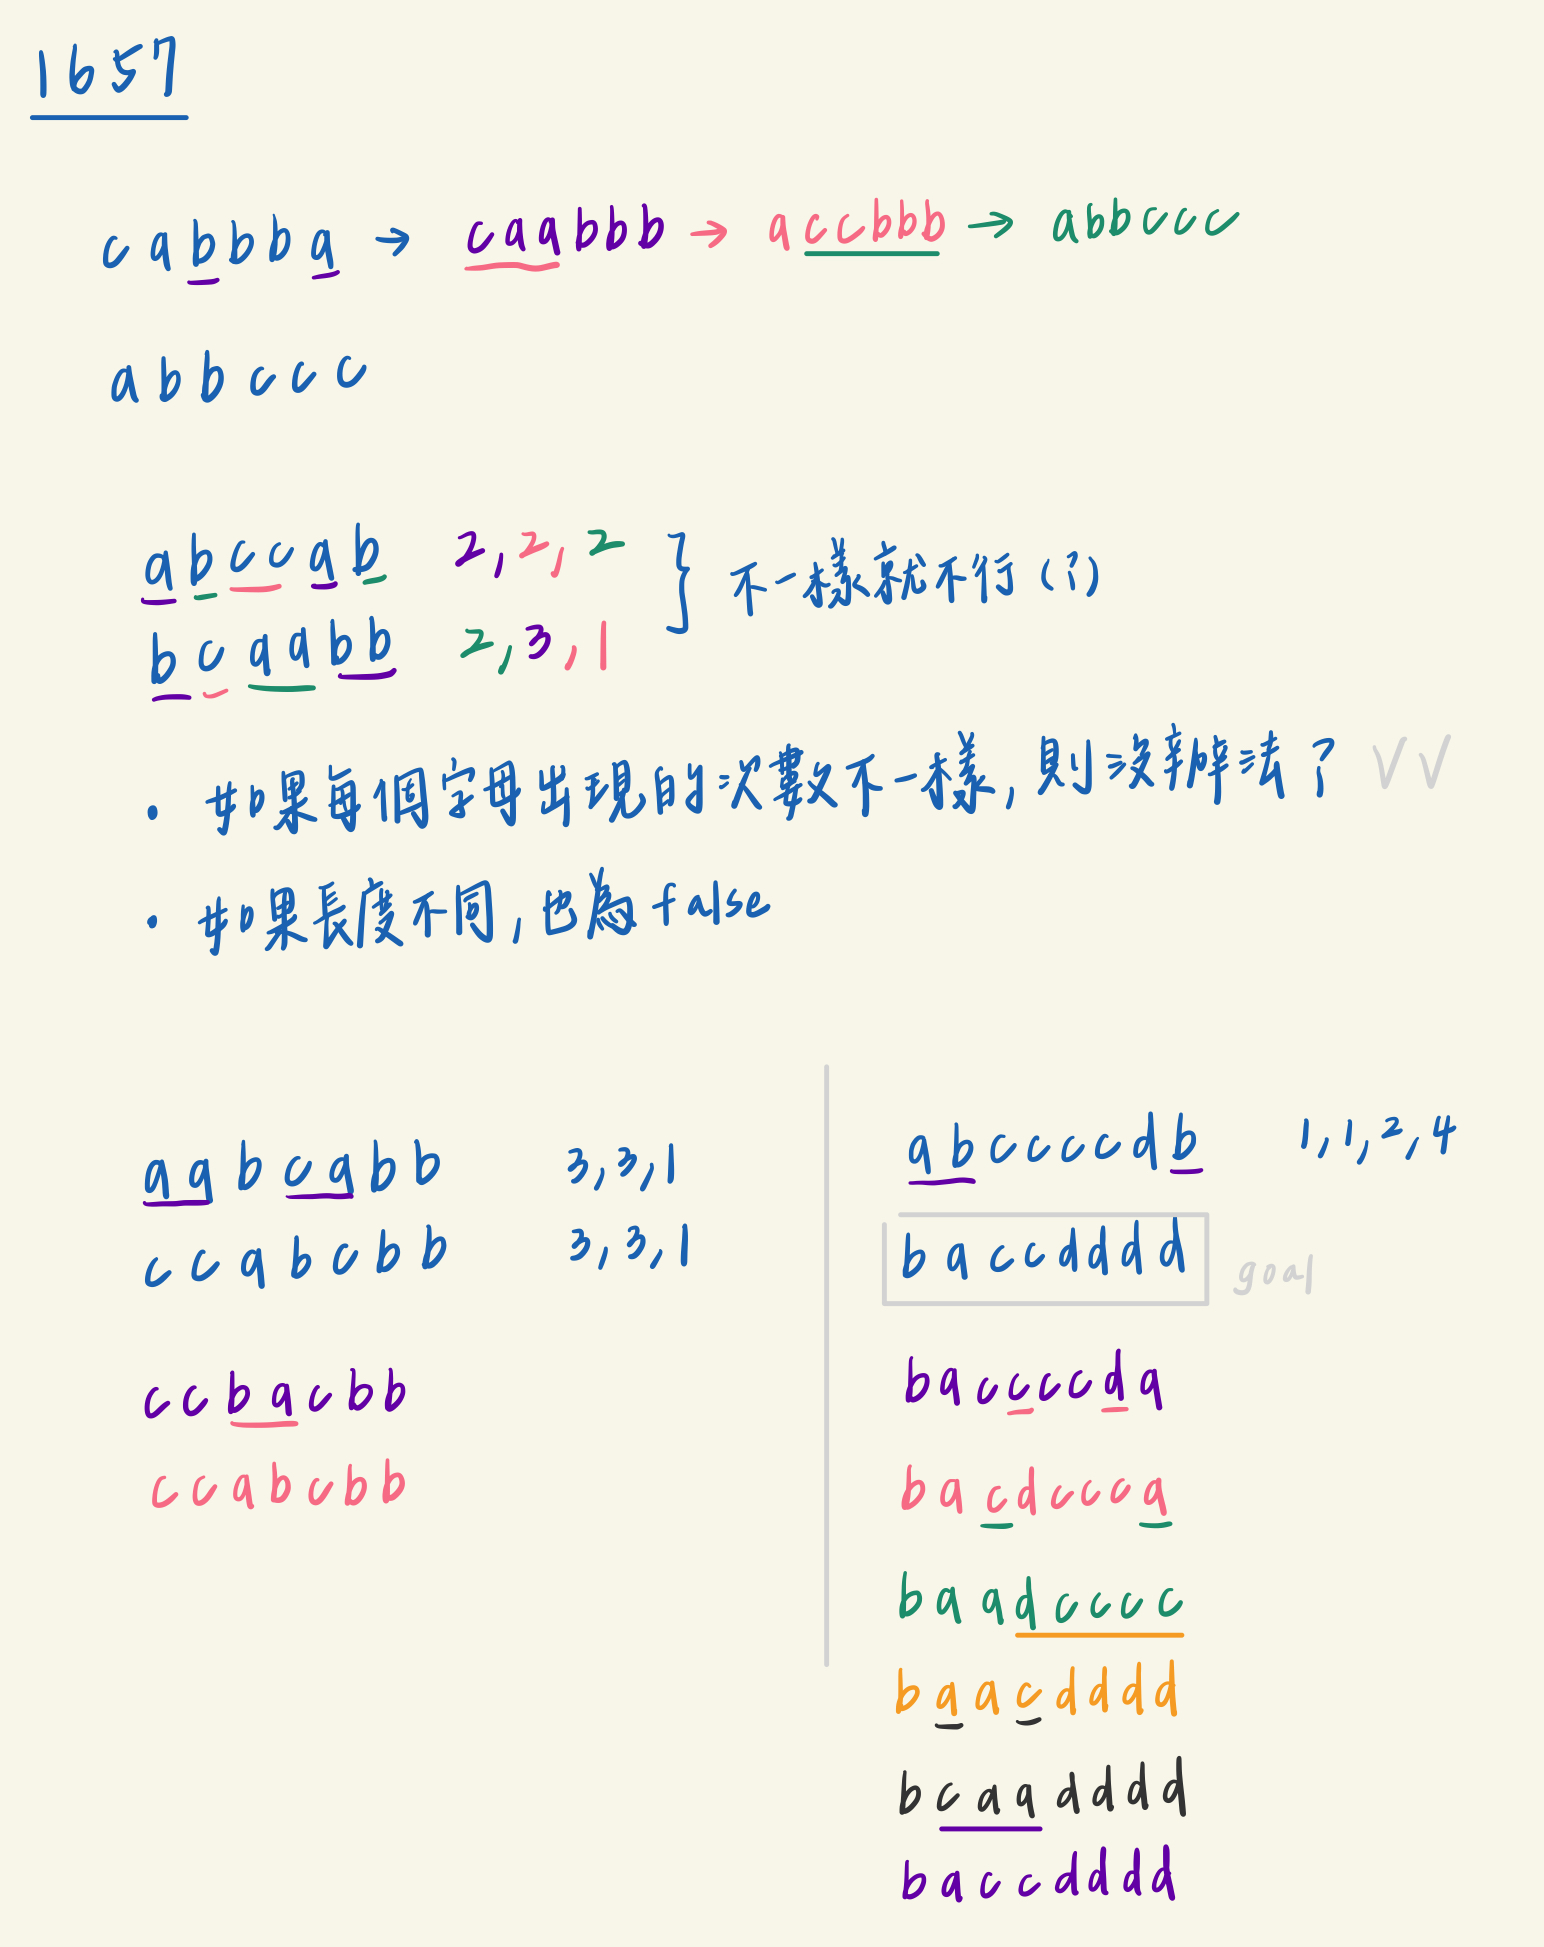 1657
cabbba → caabbb → accbbb → abbccc
abbccc
abccab 2,2,2
bcaabb 2,3,1
} 不一樣就不行(?)
• 如果每個字母出現的次數不一樣,則沒辦法? VV
• 如果長度不同,也為 false
aabcabb 3,3,1
ccabcbb 3,3,1
ccbacbb
ccabcbb
abccccdb 1,1,2,4
baccdddd goal
baccccda
bacdccca
baadcccc
baacdddd
bcaadddd
baccdddd